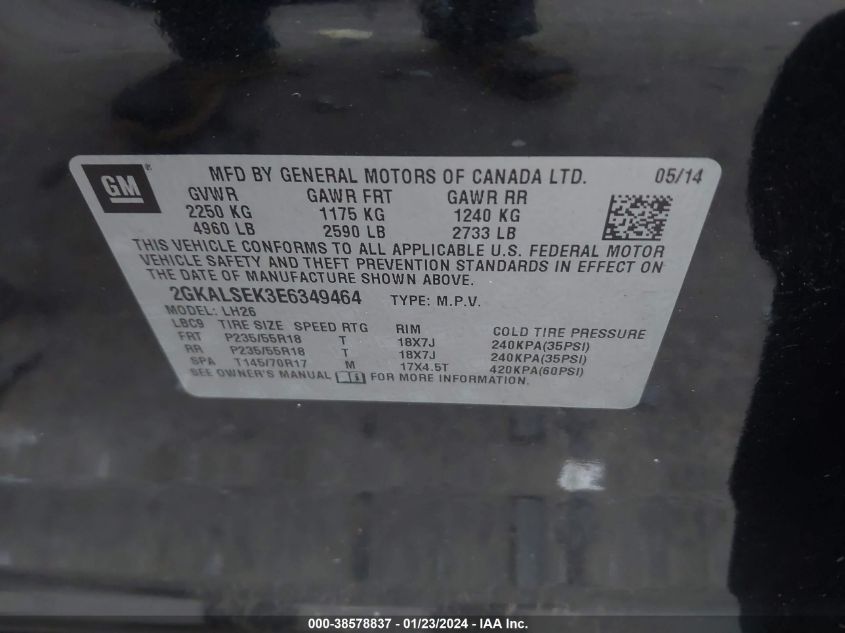 GM ® MFD BY GENERAL MOTORS OF CANADA LTD. 05/14
GVWR GAWR FRT GAWR RR
2250 KG 1175 KG 1240 KG
4960 LB 2590 LB 2733 LB
THIS VEHICLE CONFORMS TO ALL APPLICABLE U.S. FEDERAL MOTOR
VEHICLE SAFETY AND THEFT PREVENTION STANDARDS IN EFFECT ON
THE DATE OF MANUFACTURE SHOWN ABOVE.
2GKALSEK3E6349464 TYPE: M.P.V.
MODEL: LH26
LBC9 TIRE SIZE SPEED RTG RIM COLD TIRE PRESSURE
FRT P235/55R18 T 18X7J 240KPA(35PSI)
RR P235/55R18 T 18X7J 240KPA(35PSI)
SPA T145/70R17 M 17X4.5T 420KPA(60PSI)
SEE OWNER'S MANUAL FOR MORE INFORMATION.
000-38578837 - 01/23/2024 - IAA Inc.